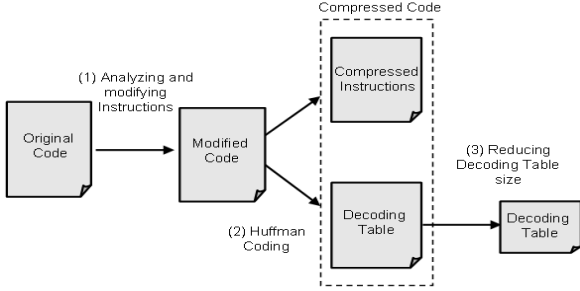 Compressed Code
(1) Analyzing and
modifying
Instructions
Original
Code
Modified
Code
Compressed
Instructions
(2) Huffman
Coding
Decoding
Table
(3) Reducing
Decoding Table
size
Decoding
Table